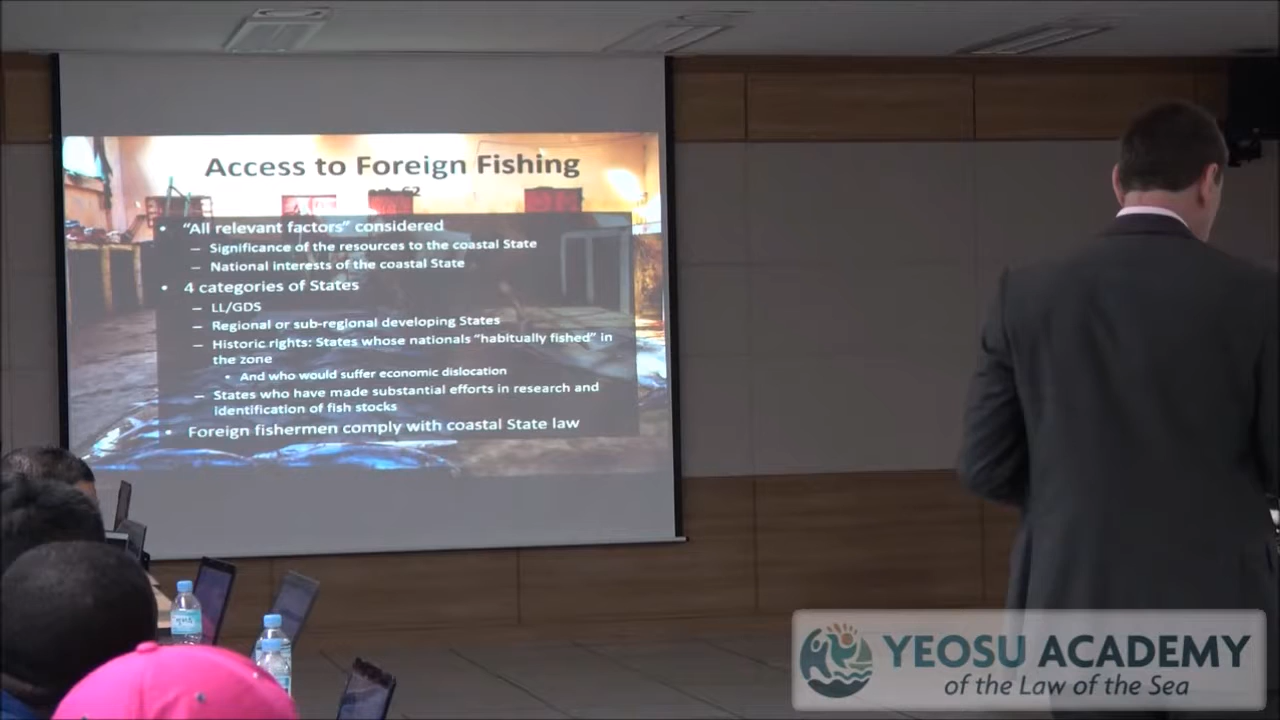 Access to Foreign Fishing
art. 62
• "All relevant factors" considered
– Significance of the resources to the coastal State
– National interests of the coastal State
• 4 categories of States
– LL/GDS
– Regional or sub-regional developing States
– Historic rights: States whose nationals "habitually fished" in
the zone
• And who would suffer economic dislocation
– States who have made substantial efforts in research and
identification of fish stocks
• Foreign fishermen comply with coastal State law
YEOSU ACADEMY
of the Law of the Sea